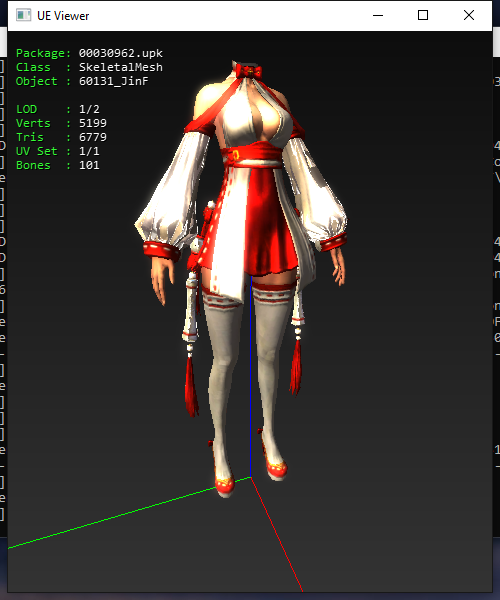 UE Viewer
Package: 00030962.upk
Class : SkeletalMesh
Object : 60131_JinF
LOD : 1/2
Verts : 5199
Tris : 6779
UV Set : 1/1
Bones : 101